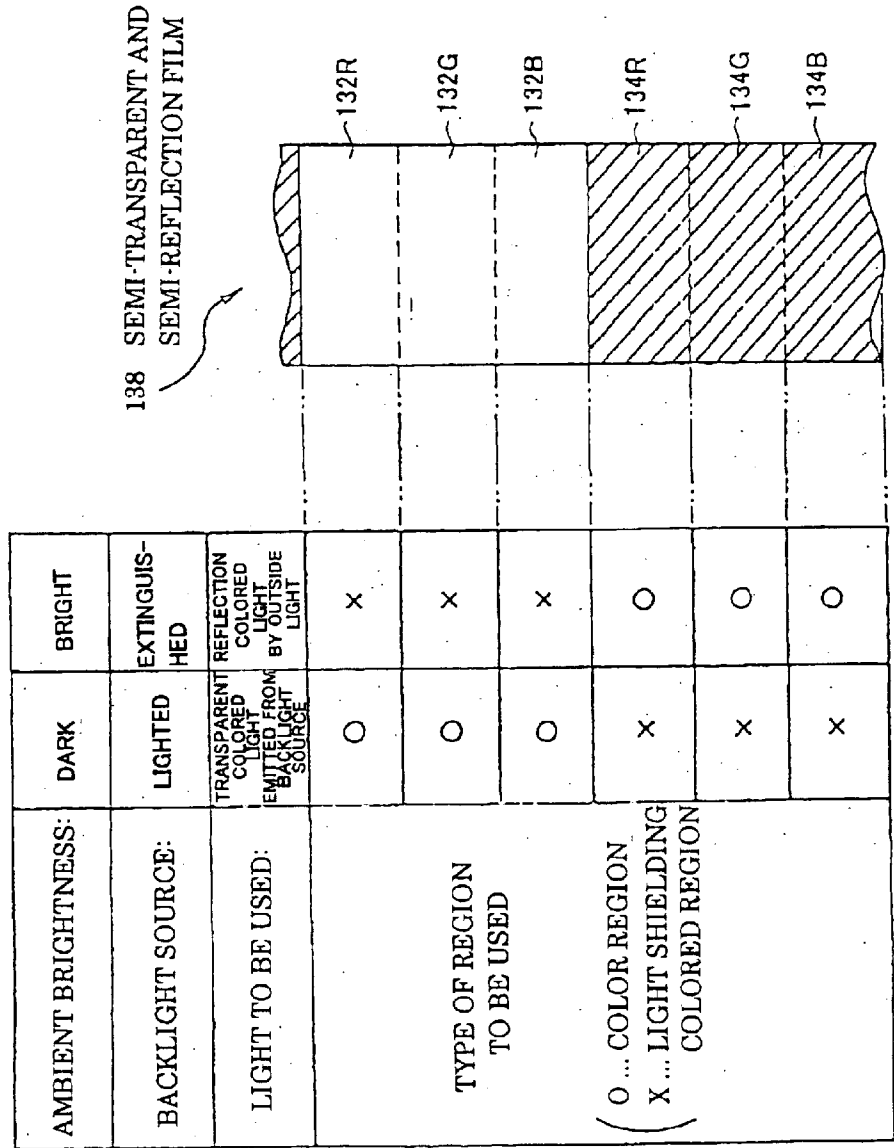 138 SEMI-TRANSPARENT AND
SEMI-REFLECTION FILM
AMBIENT BRIGHTNESS:
DARK
BRIGHT
BACKLIGHT SOURCE:
LIGHTED
EXTINGUIS-
HED
LIGHT TO BE USED:
TRANSPARENT
COLORED
LIGHT
EMITTED FROM
BACKLIGHT
SOURCE
REFLECTION
COLORED
LIGHT
BY OUTSIDE
LIGHT
TYPE OF REGION
TO BE USED
O ... COLOR REGION
X ... LIGHT SHIELDING
COLORED REGION
O X 132R
O X 132G
O X 132B
X O 134R
X O 134G
X O 134B